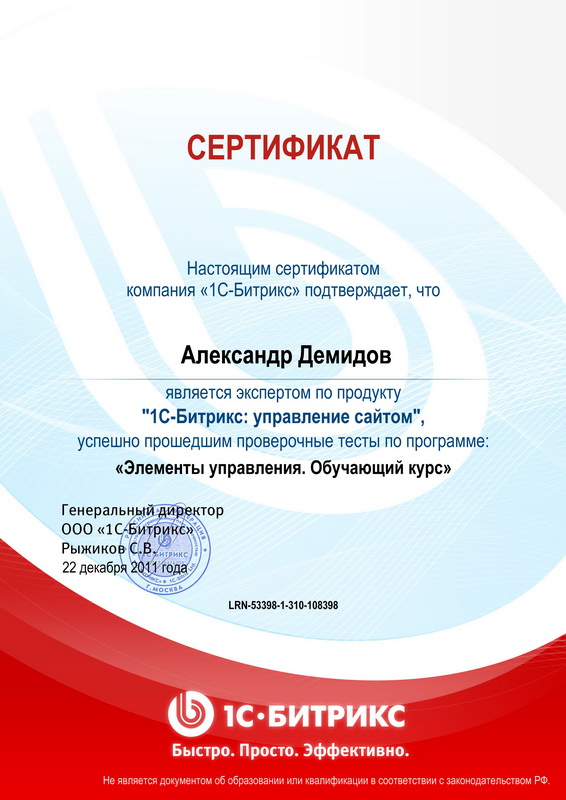 СЕРТИФИКАТ
Настоящим сертификатом
компания «1С-Битрикс» подтверждает, что
Александр Демидов
является экспертом по продукту
"1С-Битрикс: управление сайтом",
успешно прошедшим проверочные тесты по программе:
«Элементы управления. Обучающий курс»
Генеральный директор
ООО «1С-Битрикс»
Рыжиков С.В.
22 декабря 2011 года
г.МОСКВА
LRN-53398-1-310-108398
1С·БИТРИКС
Быстро. Просто. Эффективно.
Не является документом об образовании или квалификации в соответствии с законодательством РФ.